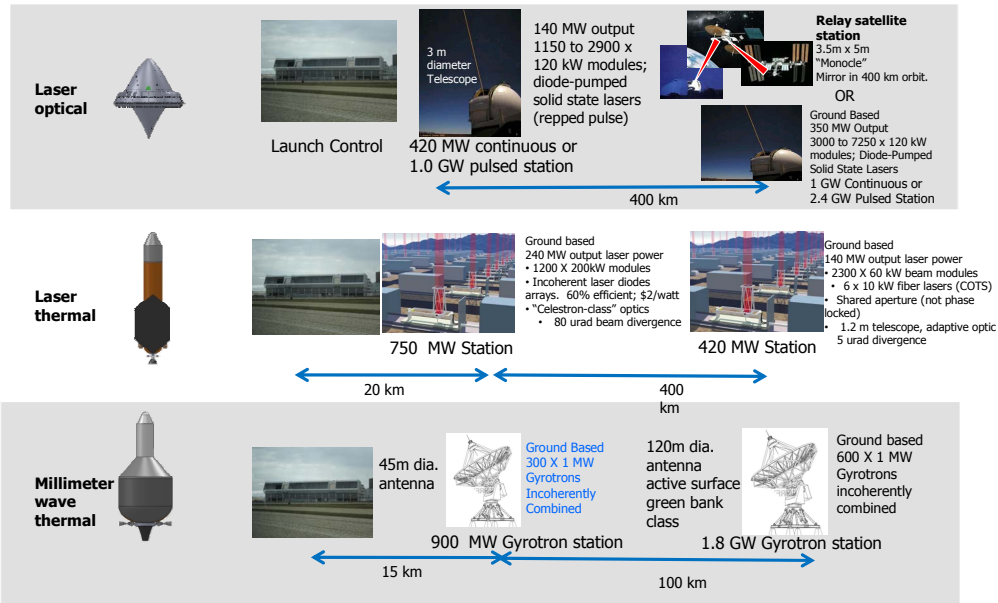 Laser
optical
Launch Control
3 m
diameter
Telescope
140 MW output
1150 to 2900 x
120 kW modules;
diode-pumped
solid state lasers
(repped pulse)
420 MW continuous or
1.0 GW pulsed station
400 km
Relay satellite
station
3.5m x 5m
“Monocle”
Mirror in 400 km orbit.
OR
Ground Based
350 MW Output
3000 to 7250 x 120 kW
modules; Diode-Pumped
Solid State Lasers
1 GW Continuous or
2.4 GW Pulsed Station
Laser
thermal
Ground based
240 MW output laser power
• 1200 X 200kW modules
• Incoherent laser diodes
arrays. 60% efficient; $2/watt
• “Celestron-class” optics
• 80 urad beam divergence
750 MW Station
Ground based
140 MW output laser power
• 2300 X 60 kW beam modules
• 6 x 10 kW fiber lasers (COTS)
• Shared aperture (not phase
locked)
• 1.2 m telescope, adaptive optic
5 urad divergence
420 MW Station
20 km
400
km
Millimeter
wave
thermal
45m dia.
antenna
Ground Based
300 X 1 MW
Gyrotrons
Incoherently
Combined
900 MW Gyrotron station
120m dia.
antenna
active surface
green bank
class
Ground based
600 X 1 MW
Gyrotrons
incoherently
combined
1.8 GW Gyrotron station
15 km
100 km